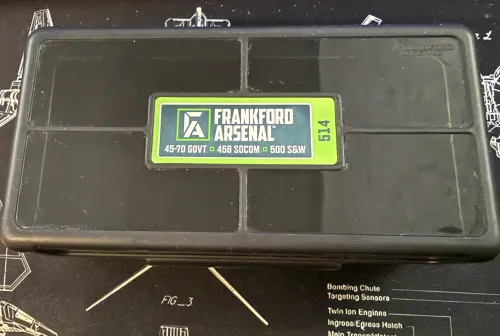 FRANKFORD
ARSENAL™
45-70 GOVT 458 SOCOM 500 S&W
514
FIG_3
Bombing Chute
Targeting Sensors
Twin Ion Engines
Ingress/Egress Hatch